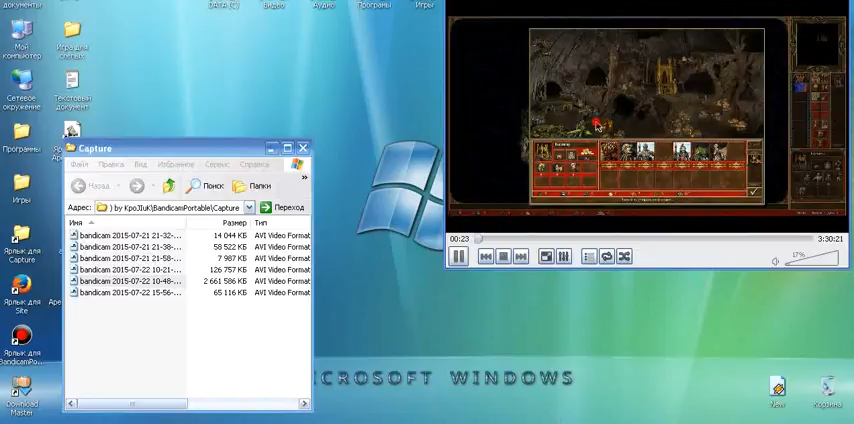 документы
DATA (C)
Видео
Аудио
Програмы
Игры
Мой
компьютер
Игра для
слепых
Сетевое
окружение
Текстовый
документ
Программы
Игры
Ярлык для
Capture
Ярлык для
Site
Ярлык для
BandicamPo...
Download
Master
Capture
Файл Правка Вид Избранное Сервис Справка
Назад Поиск Папки
Адрес: ) by KpoJIuK\BandicamPortable\Capture Переход
Имя Размер Тип
bandicam 2015-07-21 21-32-... 14 044 КБ AVI Video Format
bandicam 2015-07-21 21-38-... 58 522 КБ AVI Video Format
bandicam 2015-07-21 21-58-... 7 987 КБ AVI Video Format
bandicam 2015-07-22 10-21-... 126 757 КБ AVI Video Format
bandicam 2015-07-22 10-48-... 2 661 586 КБ AVI Video Format
bandicam 2015-07-22 15-56-... 65 116 КБ AVI Video Format
00:23 3:30:21
17%
MICROSOFT WINDOWS
New
Корзина